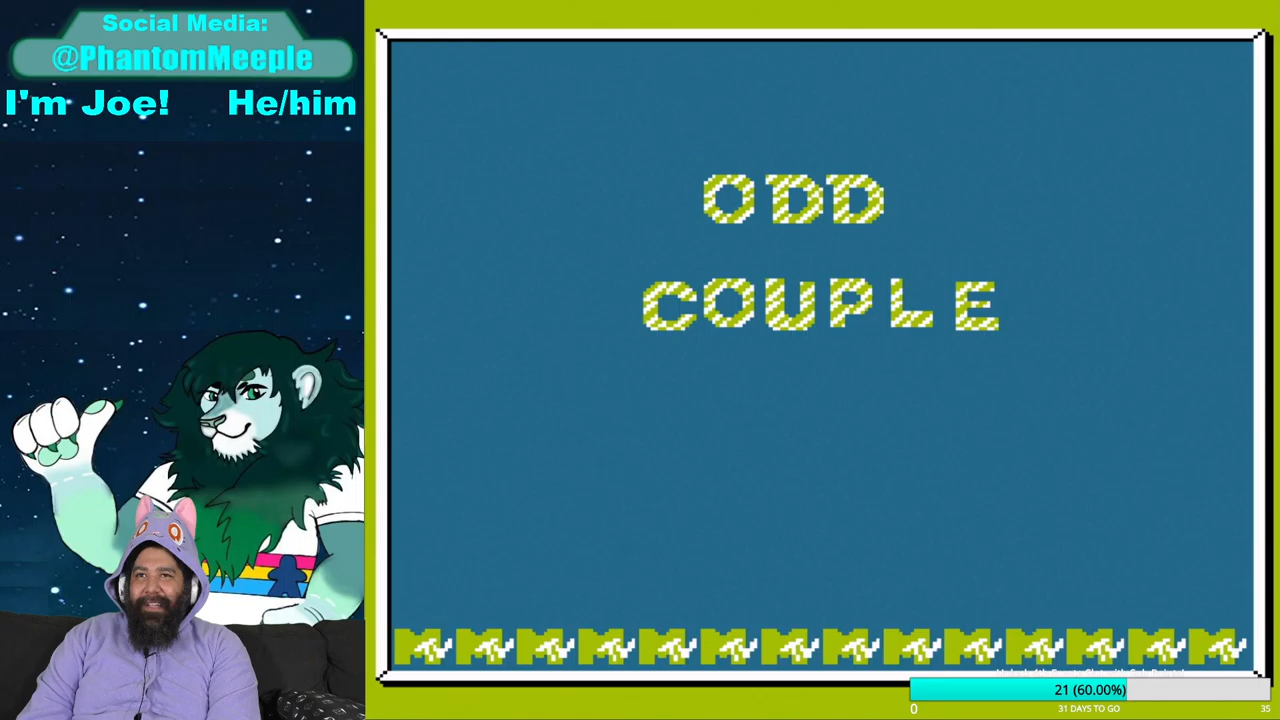 Social Media:
@PhantomMeeple
I'm Joe! He/him
ODD
COUPLE
21 (60.00%)
0
31 DAYS TO GO
35